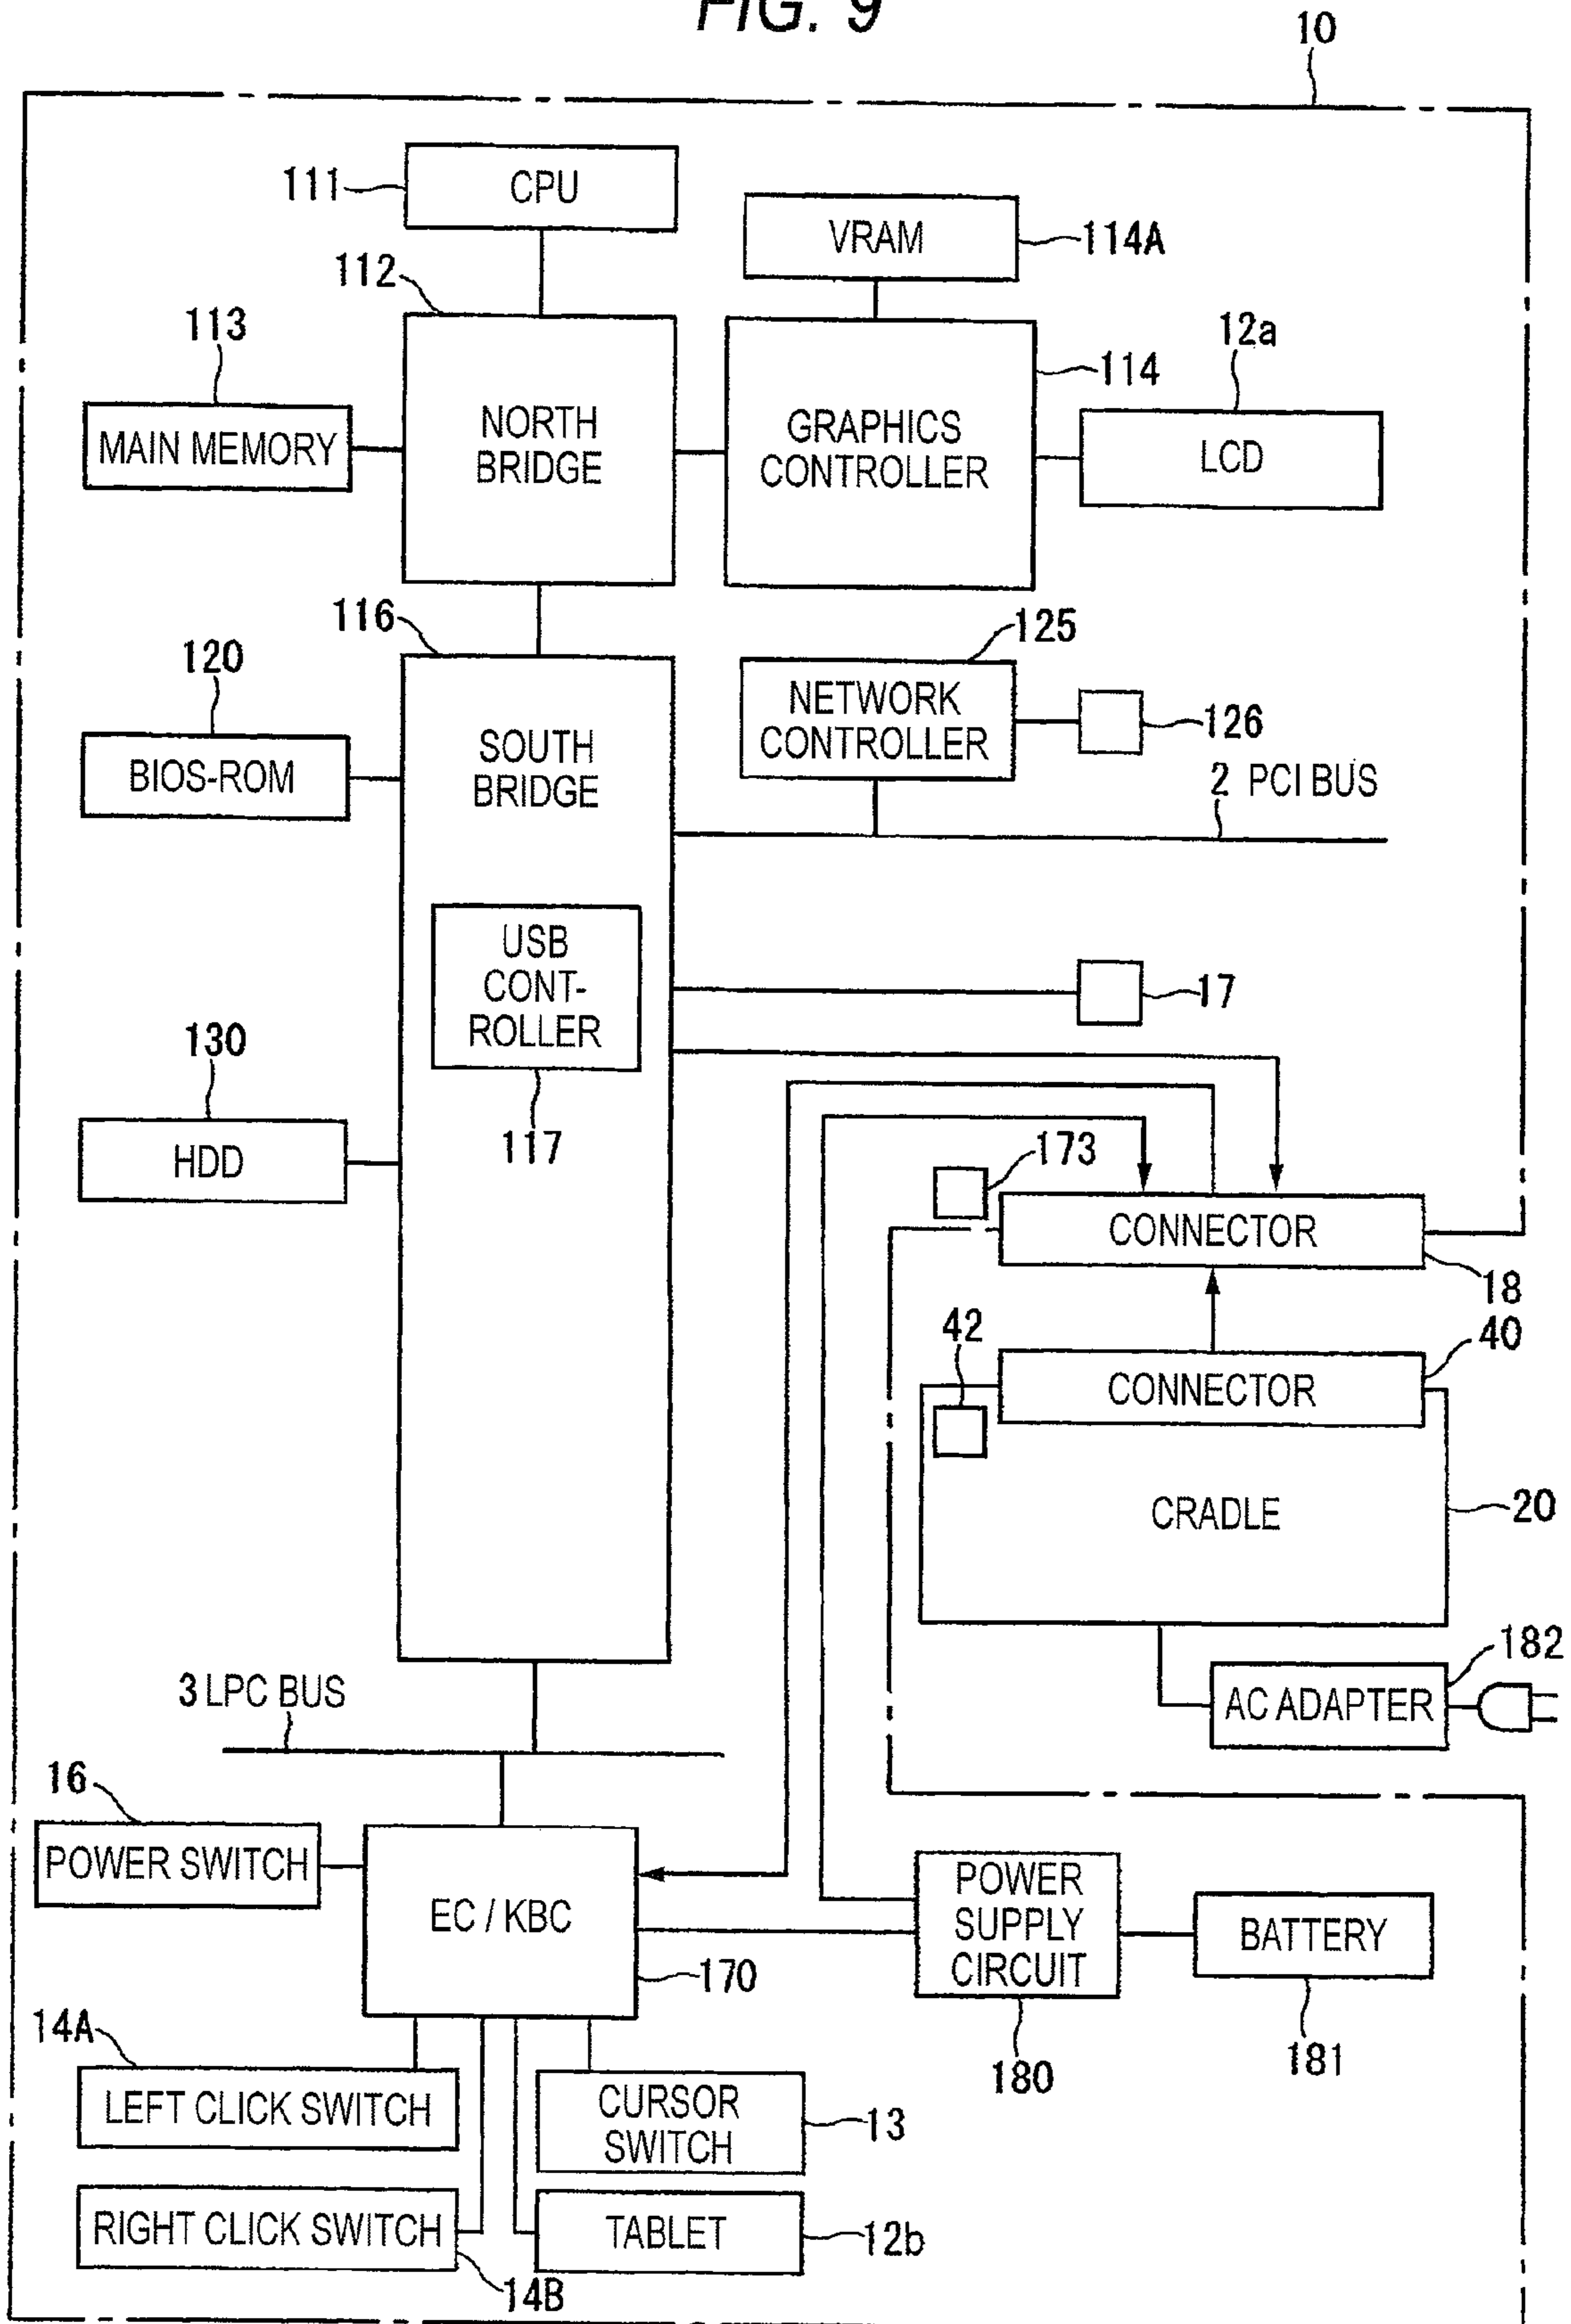 FIG. 9
10
111
CPU
VRAM
114A
112
113
12a
114
MAIN MEMORY
NORTH
BRIDGE
GRAPHICS
CONTROLLER
LCD
116
125
120
NETWORK
CONTROLLER
126
SOUTH
BRIDGE
BIOS-ROM
2 PCI BUS
USB
CONT-
ROLLER
17
130
117
HDD
173
CONNECTOR
18
42
40
CONNECTOR
CRADLE
20
182
3 LPC BUS
AC ADAPTER
16
POWER SWITCH
EC / KBC
POWER
SUPPLY
CIRCUIT
BATTERY
170
14A
180
181
LEFT CLICK SWITCH
CURSOR
SWITCH
13
RIGHT CLICK SWITCH
TABLET
12b
14B